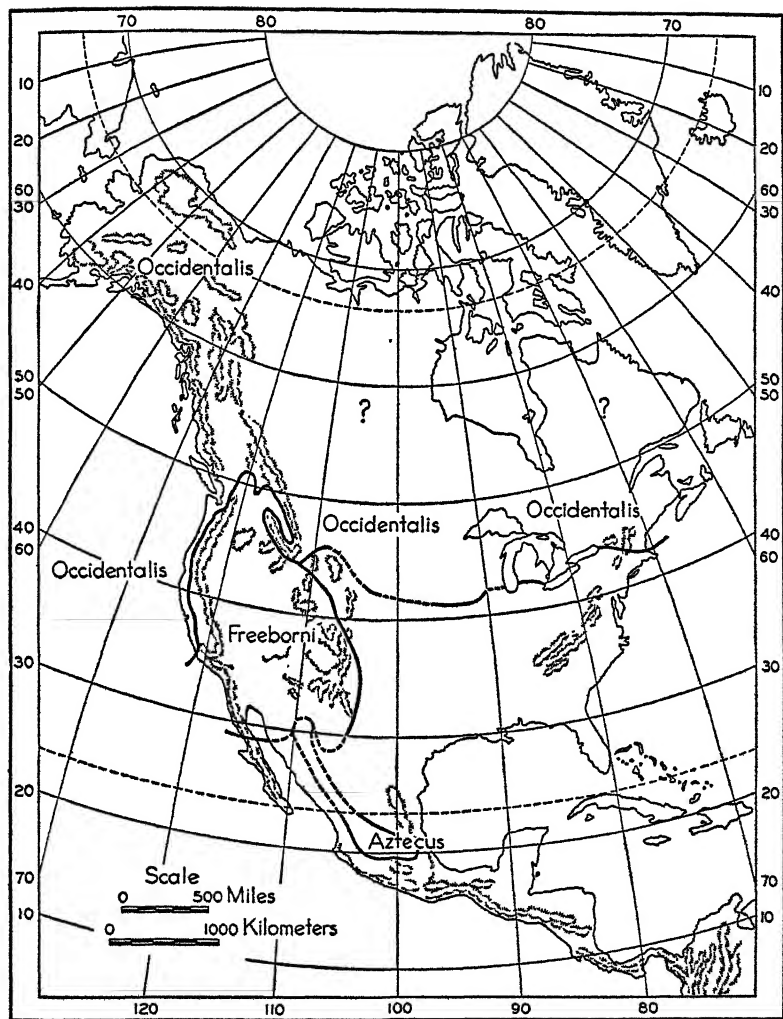 70 80 80 70
10 10
20 20
60 60
30 30
Occidentalis
40 40
50 50
50 50
? ?
Occidentalis Occidentalis
40 40
60 60
Occidentalis
Freeborni
30 30
20 20
Aztecus
Scale
0 500 Miles
0 1000 Kilometers
70 70
10 10
120 110 100 90 80